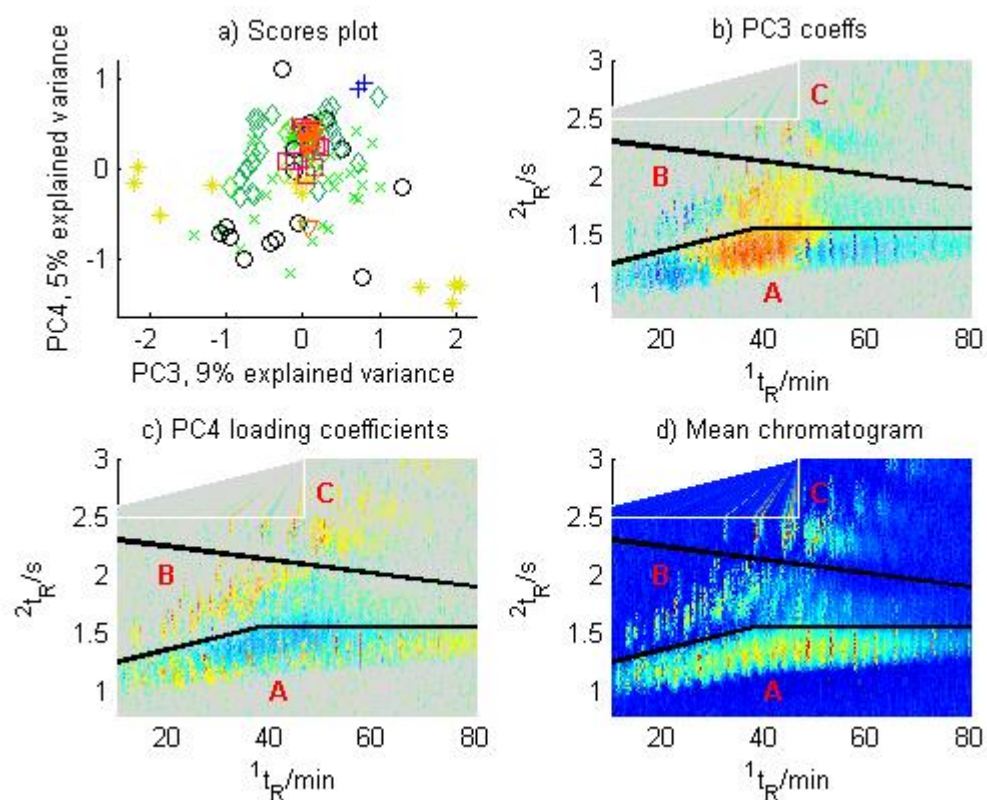 a) Scores plot
PC4, 5% explained variance
1
0
-1
-2 -1 0 1 2
PC3, 9% explained variance
b) PC3 coeffs
²tR/s
3
2.5
2
1.5
1
C
B
A
20 40 60 80
¹tR/min
c) PC4 loading coefficients
²tR/s
3
2.5
2
1.5
1
C
B
A
20 40 60 80
¹tR/min
d) Mean chromatogram
²tR/s
3
2.5
2
1.5
1
C
B
A
20 40 60 80
¹tR/min